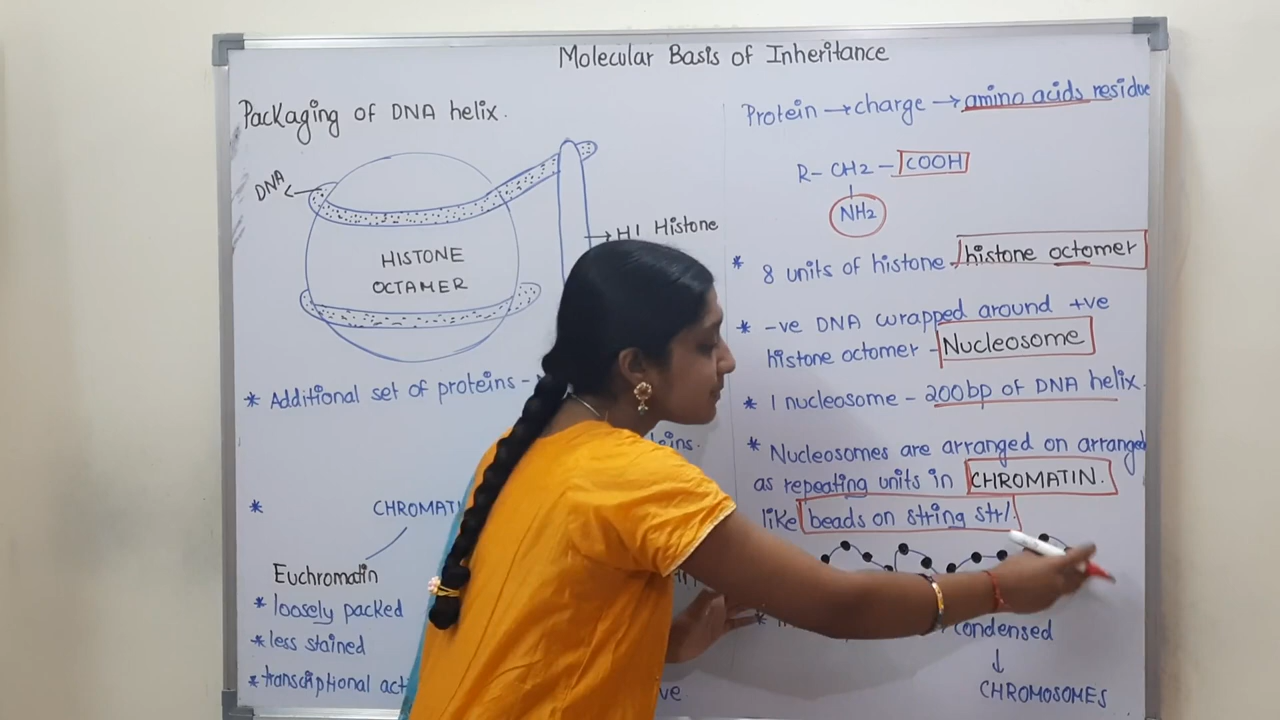 Molecular Basis of Inheritance
Packaging of DNA helix.
DNA
HISTONE
OCTAMER
H1 Histone
* Additional set of proteins -
*
CHROMATI
Euchromatin
* loosely packed
* less stained
* transcriptional act
ve
Protein → charge → amino acids residue
R- CH2 - COOH
NH2
* 8 units of histone - histone octomer
* -ve DNA wrapped around +ve
histone octomer - Nucleosome
* 1 nucleosome - 200bp of DNA helix.
* Nucleosomes are arranged on arranged
as repeating units in CHROMATIN.
like beads on string str/.
*
condensed
↓
CHROMOSOMES